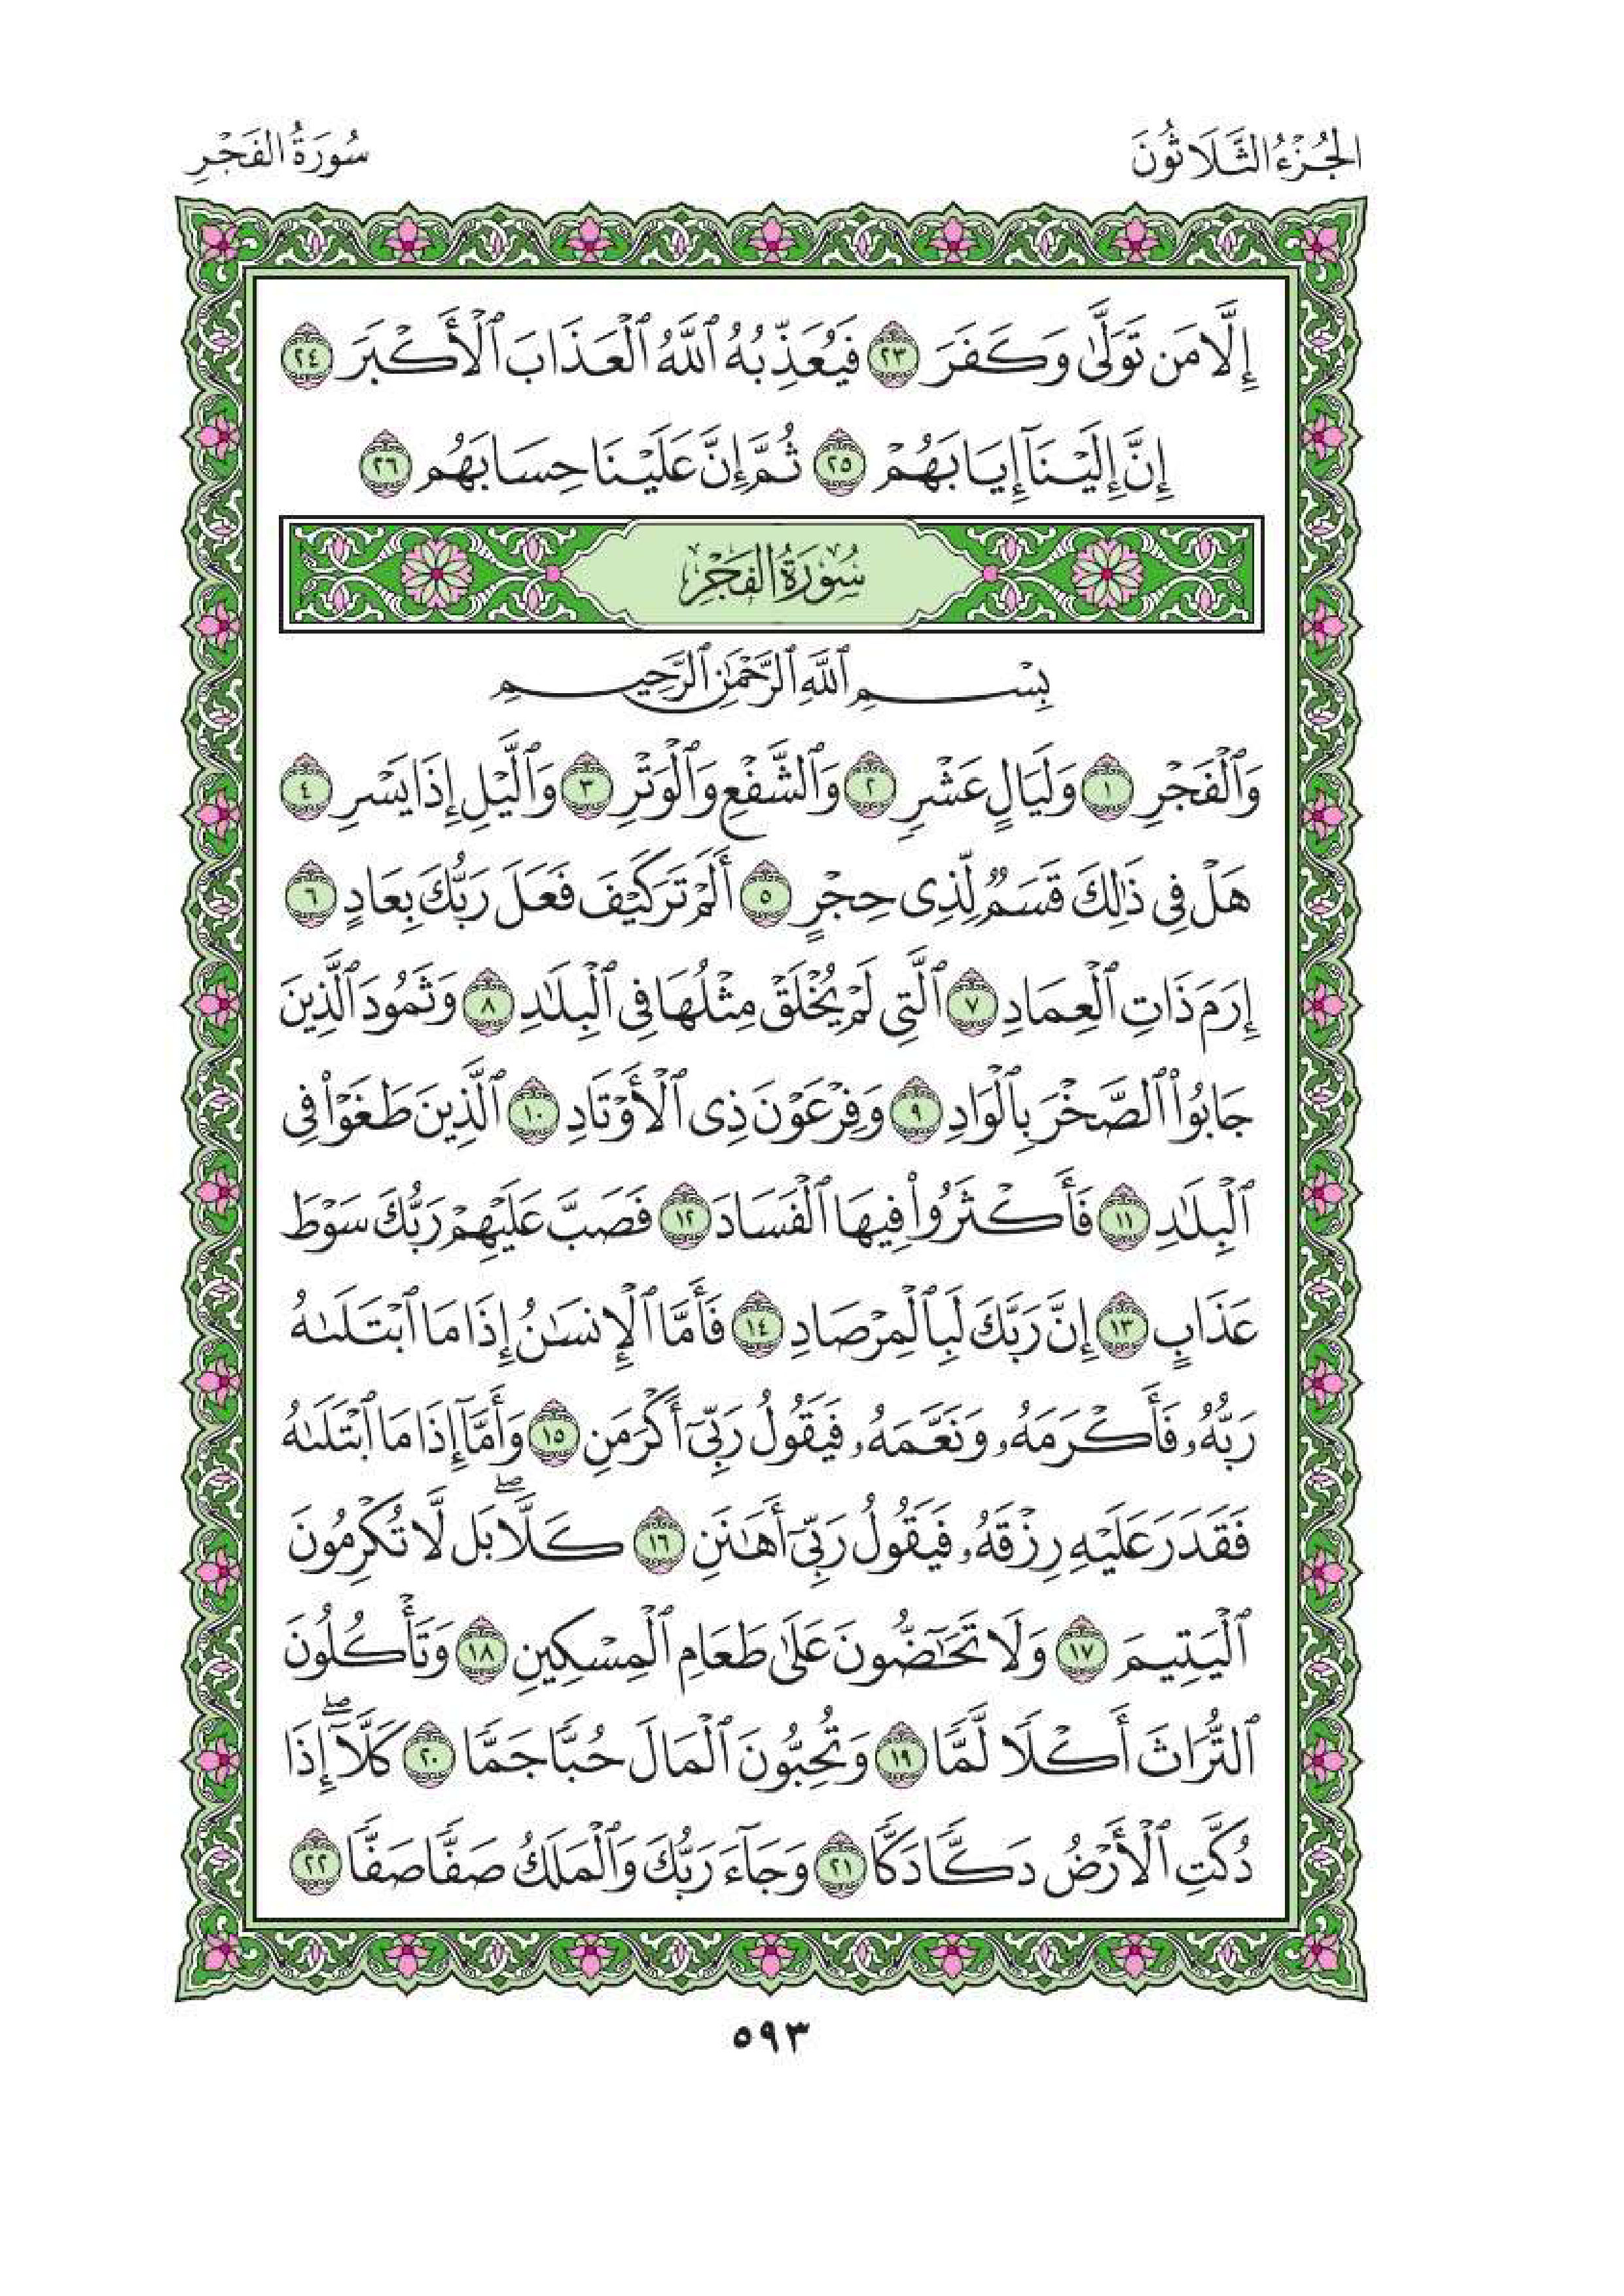 الجُزْءُ الثَّلَاثُونَ
سُورَةُ الفَجْرِ
إِلَّا مَن تَوَلَّىٰ وَكَفَرَ ٢٣ فَيُعَذِّبُهُ ٱللَّهُ ٱلْعَذَابَ ٱلْأَكْبَرَ ٢٤
إِنَّ إِلَيْنَآ إِيَابَهُمْ ٢٥ ثُمَّ إِنَّ عَلَيْنَا حِسَابَهُم ٢٦
سُورَةُ الفَجْرِ
بِسْمِ ٱللَّهِ ٱلرَّحْمَٰنِ ٱلرَّحِيمِ
وَٱلْفَجْرِ ١ وَلَيَالٍ عَشْرٍ ٢ وَٱلشَّفْعِ وَٱلْوَتْرِ ٣ وَٱلَّيْلِ إِذَا يَسْرِ ٤
هَلْ فِى ذَٰلِكَ قَسَمٌ لِّذِى حِجْرٍ ٥ أَلَمْ تَرَ كَيْفَ فَعَلَ رَبُّكَ بِعَادٍ ٦
إِرَمَ ذَاتِ ٱلْعِمَادِ ٧ ٱلَّتِى لَمْ يُخْلَقْ مِثْلُهَا فِى ٱلْبِلَٰدِ ٨ وَثَمُودَ ٱلَّذِينَ
جَابُوا۟ ٱلصَّخْرَ بِٱلْوَادِ ٩ وَفِرْعَوْنَ ذِى ٱلْأَوْتَادِ ١٠ ٱلَّذِينَ طَغَوْا۟ فِى
ٱلْبِلَٰدِ ١١ فَأَكْثَرُوا۟ فِيهَا ٱلْفَسَادَ ١٢ فَصَبَّ عَلَيْهِمْ رَبُّكَ سَوْطَ
عَذَابٍ ١٣ إِنَّ رَبَّكَ لَبِٱلْمِرْصَادِ ١٤ فَأَمَّا ٱلْإِنسَٰنُ إِذَا مَا ٱبْتَلَىٰهُ
رَبُّهُۥ فَأَكْرَمَهُۥ وَنَعَّمَهُۥ فَيَقُولُ رَبِّىٓ أَكْرَمَنِ ١٥ وَأَمَّآ إِذَا مَا ٱبْتَلَىٰهُ
فَقَدَرَ عَلَيْهِ رِزْقَهُۥ فَيَقُولُ رَبِّىٓ أَهَٰنَنِ ١٦ كَلَّا ۖ بَل لَّا تُكْرِمُونَ
ٱلْيَتِيمَ ١٧ وَلَا تَحَٰٓضُّونَ عَلَىٰ طَعَامِ ٱلْمِسْكِينِ ١٨ وَتَأْكُلُونَ
ٱلتُّرَاثَ أَكْلًا لَّمًّا ١٩ وَتُحِبُّونَ ٱلْمَالَ حُبًّا جَمًّا ٢٠ كَلَّآ ۖ إِذَا
دُكَّتِ ٱلْأَرْضُ دَكًّا دَكًّا ٢١ وَجَآءَ رَبُّكَ وَٱلْمَلَكُ صَفًّا صَفًّا ٢٢
٥٩٣